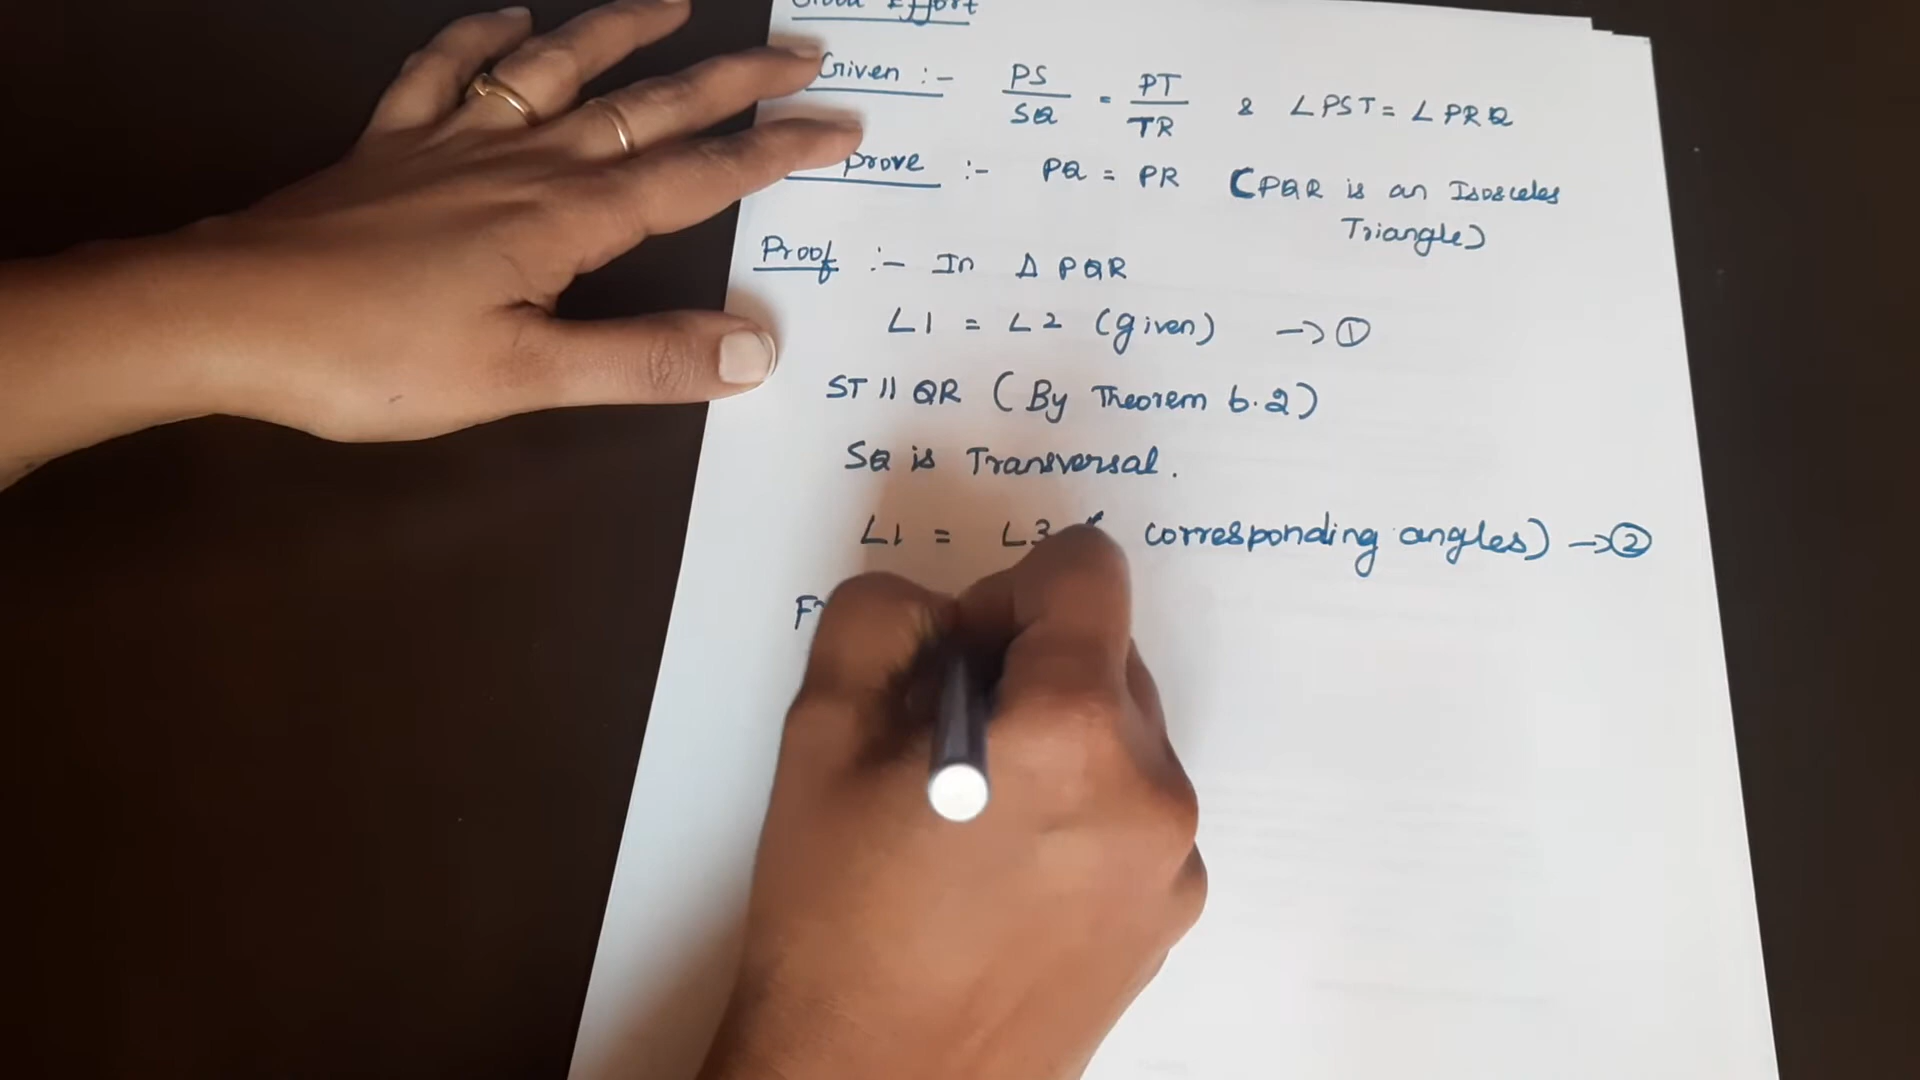 Effort
Given :- PS/SQ = PT/TR & ∠PST = ∠PRQ
prove :- PQ = PR (PQR is an Isosceles
Triangle)
Proof :- In Δ PQR
∠1 = ∠2 (given) → ①
ST || QR (By Theorem 6.2)
SQ is Transversal.
∠1 = ∠3 ( corresponding angles) → ②